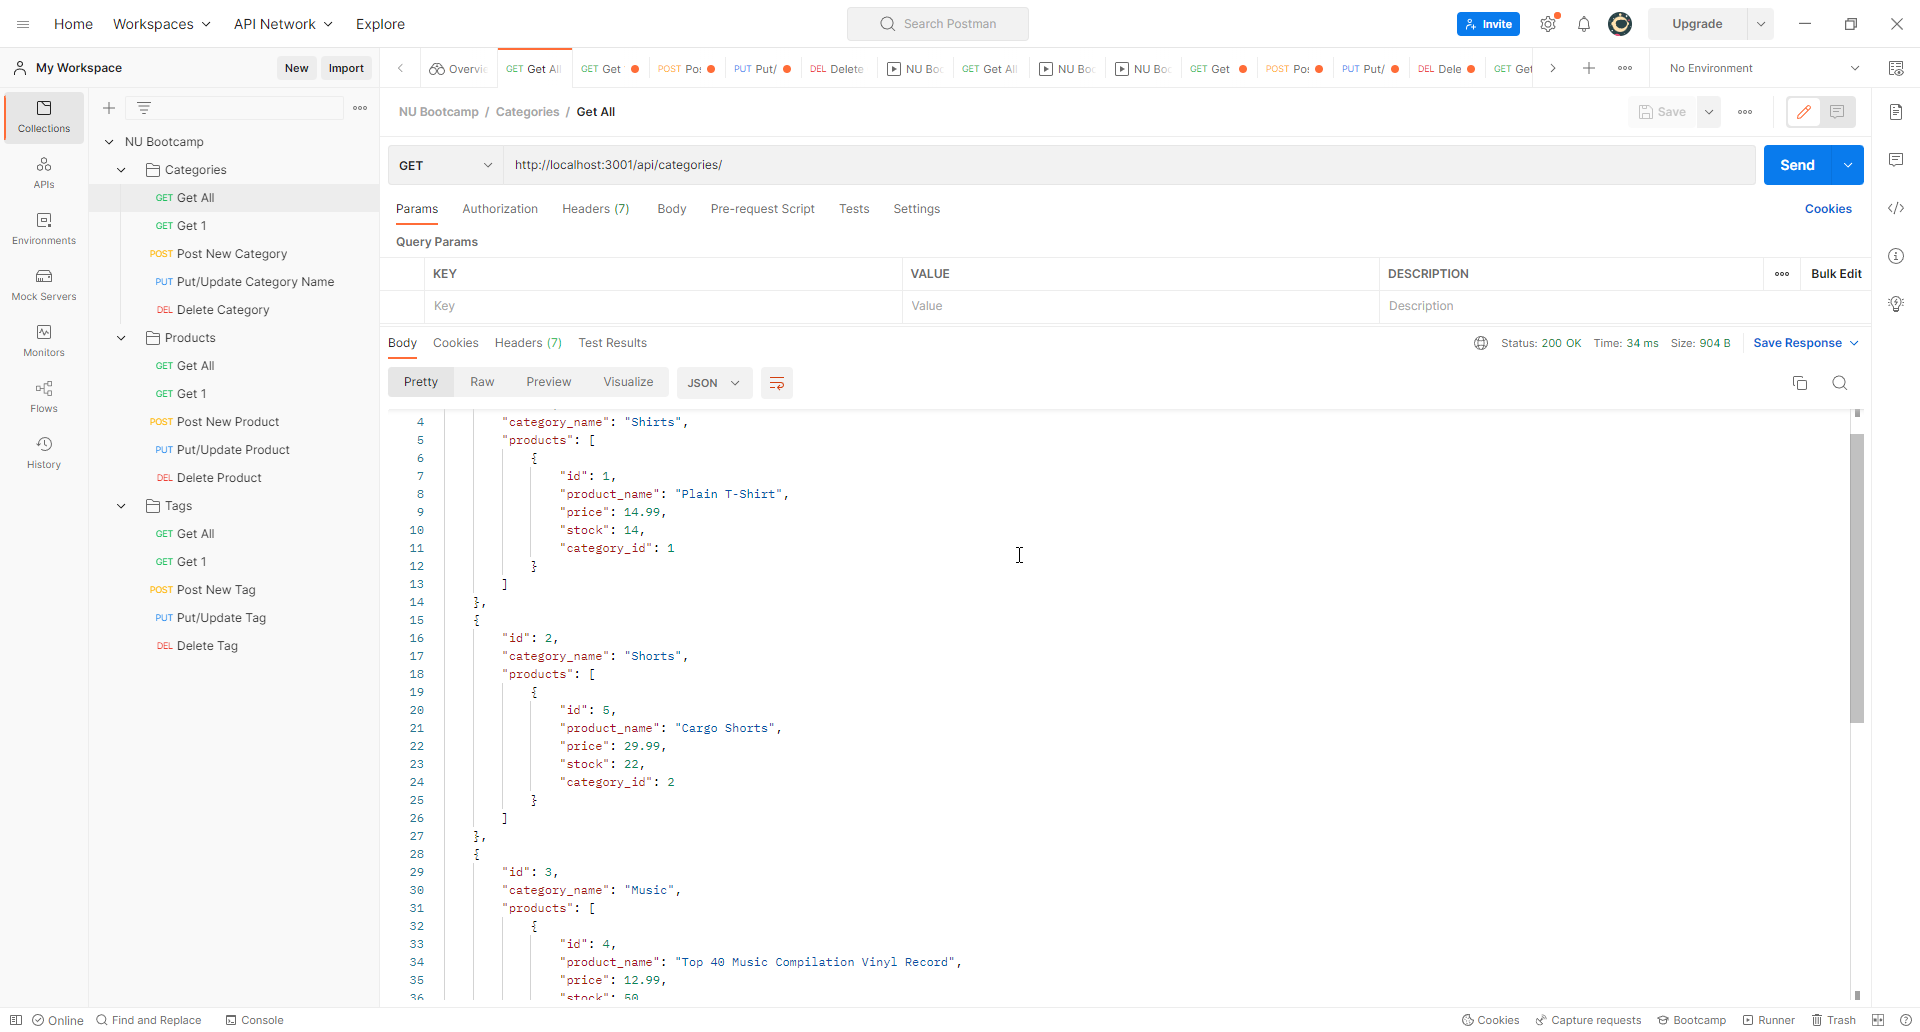 Home
Workspaces
API Network
Explore
Search Postman
Invite
Upgrade
My Workspace
New
Import
Overvi
GET Get Al
GET Get
POST Po
PUT Put/
DEL Delete
NU Bo
GET Get All
NU Bo
NU Bo
GET Get
POST Po
PUT Put/
DEL Dele
GET Get
No Environment
Collections
APIs
Environments
Mock Servers
Monitors
Flows
History
NU Bootcamp
Categories
GET Get All
GET Get 1
POST Post New Category
PUT Put/Update Category Name
DEL Delete Category
Products
GET Get All
GET Get 1
POST Post New Product
PUT Put/Update Product
DEL Delete Product
Tags
GET Get All
GET Get 1
POST Post New Tag
PUT Put/Update Tag
DEL Delete Tag
NU Bootcamp / Categories / Get All
Save
GET
http://localhost:3001/api/categories/
Send
Params
Authorization
Headers (7)
Body
Pre-request Script
Tests
Settings
Cookies
Query Params
KEY
VALUE
DESCRIPTION
Bulk Edit
Key
Value
Description
Body
Cookies
Headers (7)
Test Results
Status: 200 OK
Time: 34 ms
Size: 904 B
Save Response
Pretty
Raw
Preview
Visualize
JSON
4 "category_name": "Shirts",
5 "products": [
6 {
7 "id": 1,
8 "product_name": "Plain T-Shirt",
9 "price": 14.99,
10 "stock": 14,
11 "category_id": 1
12 }
13 ]
14 },
15 {
16 "id": 2,
17 "category_name": "Shorts",
18 "products": [
19 {
20 "id": 5,
21 "product_name": "Cargo Shorts",
22 "price": 29.99,
23 "stock": 22,
24 "category_id": 2
25 }
26 ]
27 },
28 {
29 "id": 3,
30 "category_name": "Music",
31 "products": [
32 {
33 "id": 4,
34 "product_name": "Top 40 Music Compilation Vinyl Record",
35 "price": 12.99,
36 "stock": 50
Online
Find and Replace
Console
Cookies
Capture requests
Bootcamp
Runner
Trash